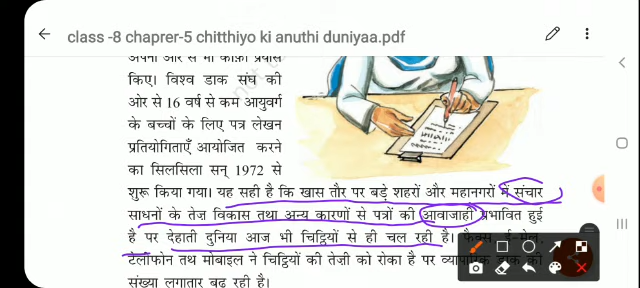 class -8 chaprer-5 chitthiyo ki anuthi duniyaa.pdf
अपनी ओर से भी काफ़ी प्रयास
किए। विश्व डाक संघ की
ओर से 16 वर्ष से कम आयुवर्ग
के बच्चों के लिए पत्र लेखन
प्रतियोगिताएँ आयोजित करने
का सिलसिला सन् 1972 से
शुरू किया गया। यह सही है कि खास तौर पर बड़े शहरों और महानगरों में संचार
साधनों के तेज़ विकास तथा अन्य कारणों से पत्रों की आवाजाही प्रभावित हुई
है पर देहाती दुनिया आज भी चिट्ठियों से ही चल रही है। फैक्स, ई-मेल,
टेलीफोन तथ मोबाइल ने चिट्ठियों की तेज़ी को रोका है पर व्यापारिक डाक की
संख्या लगातार बढ़ रही है।